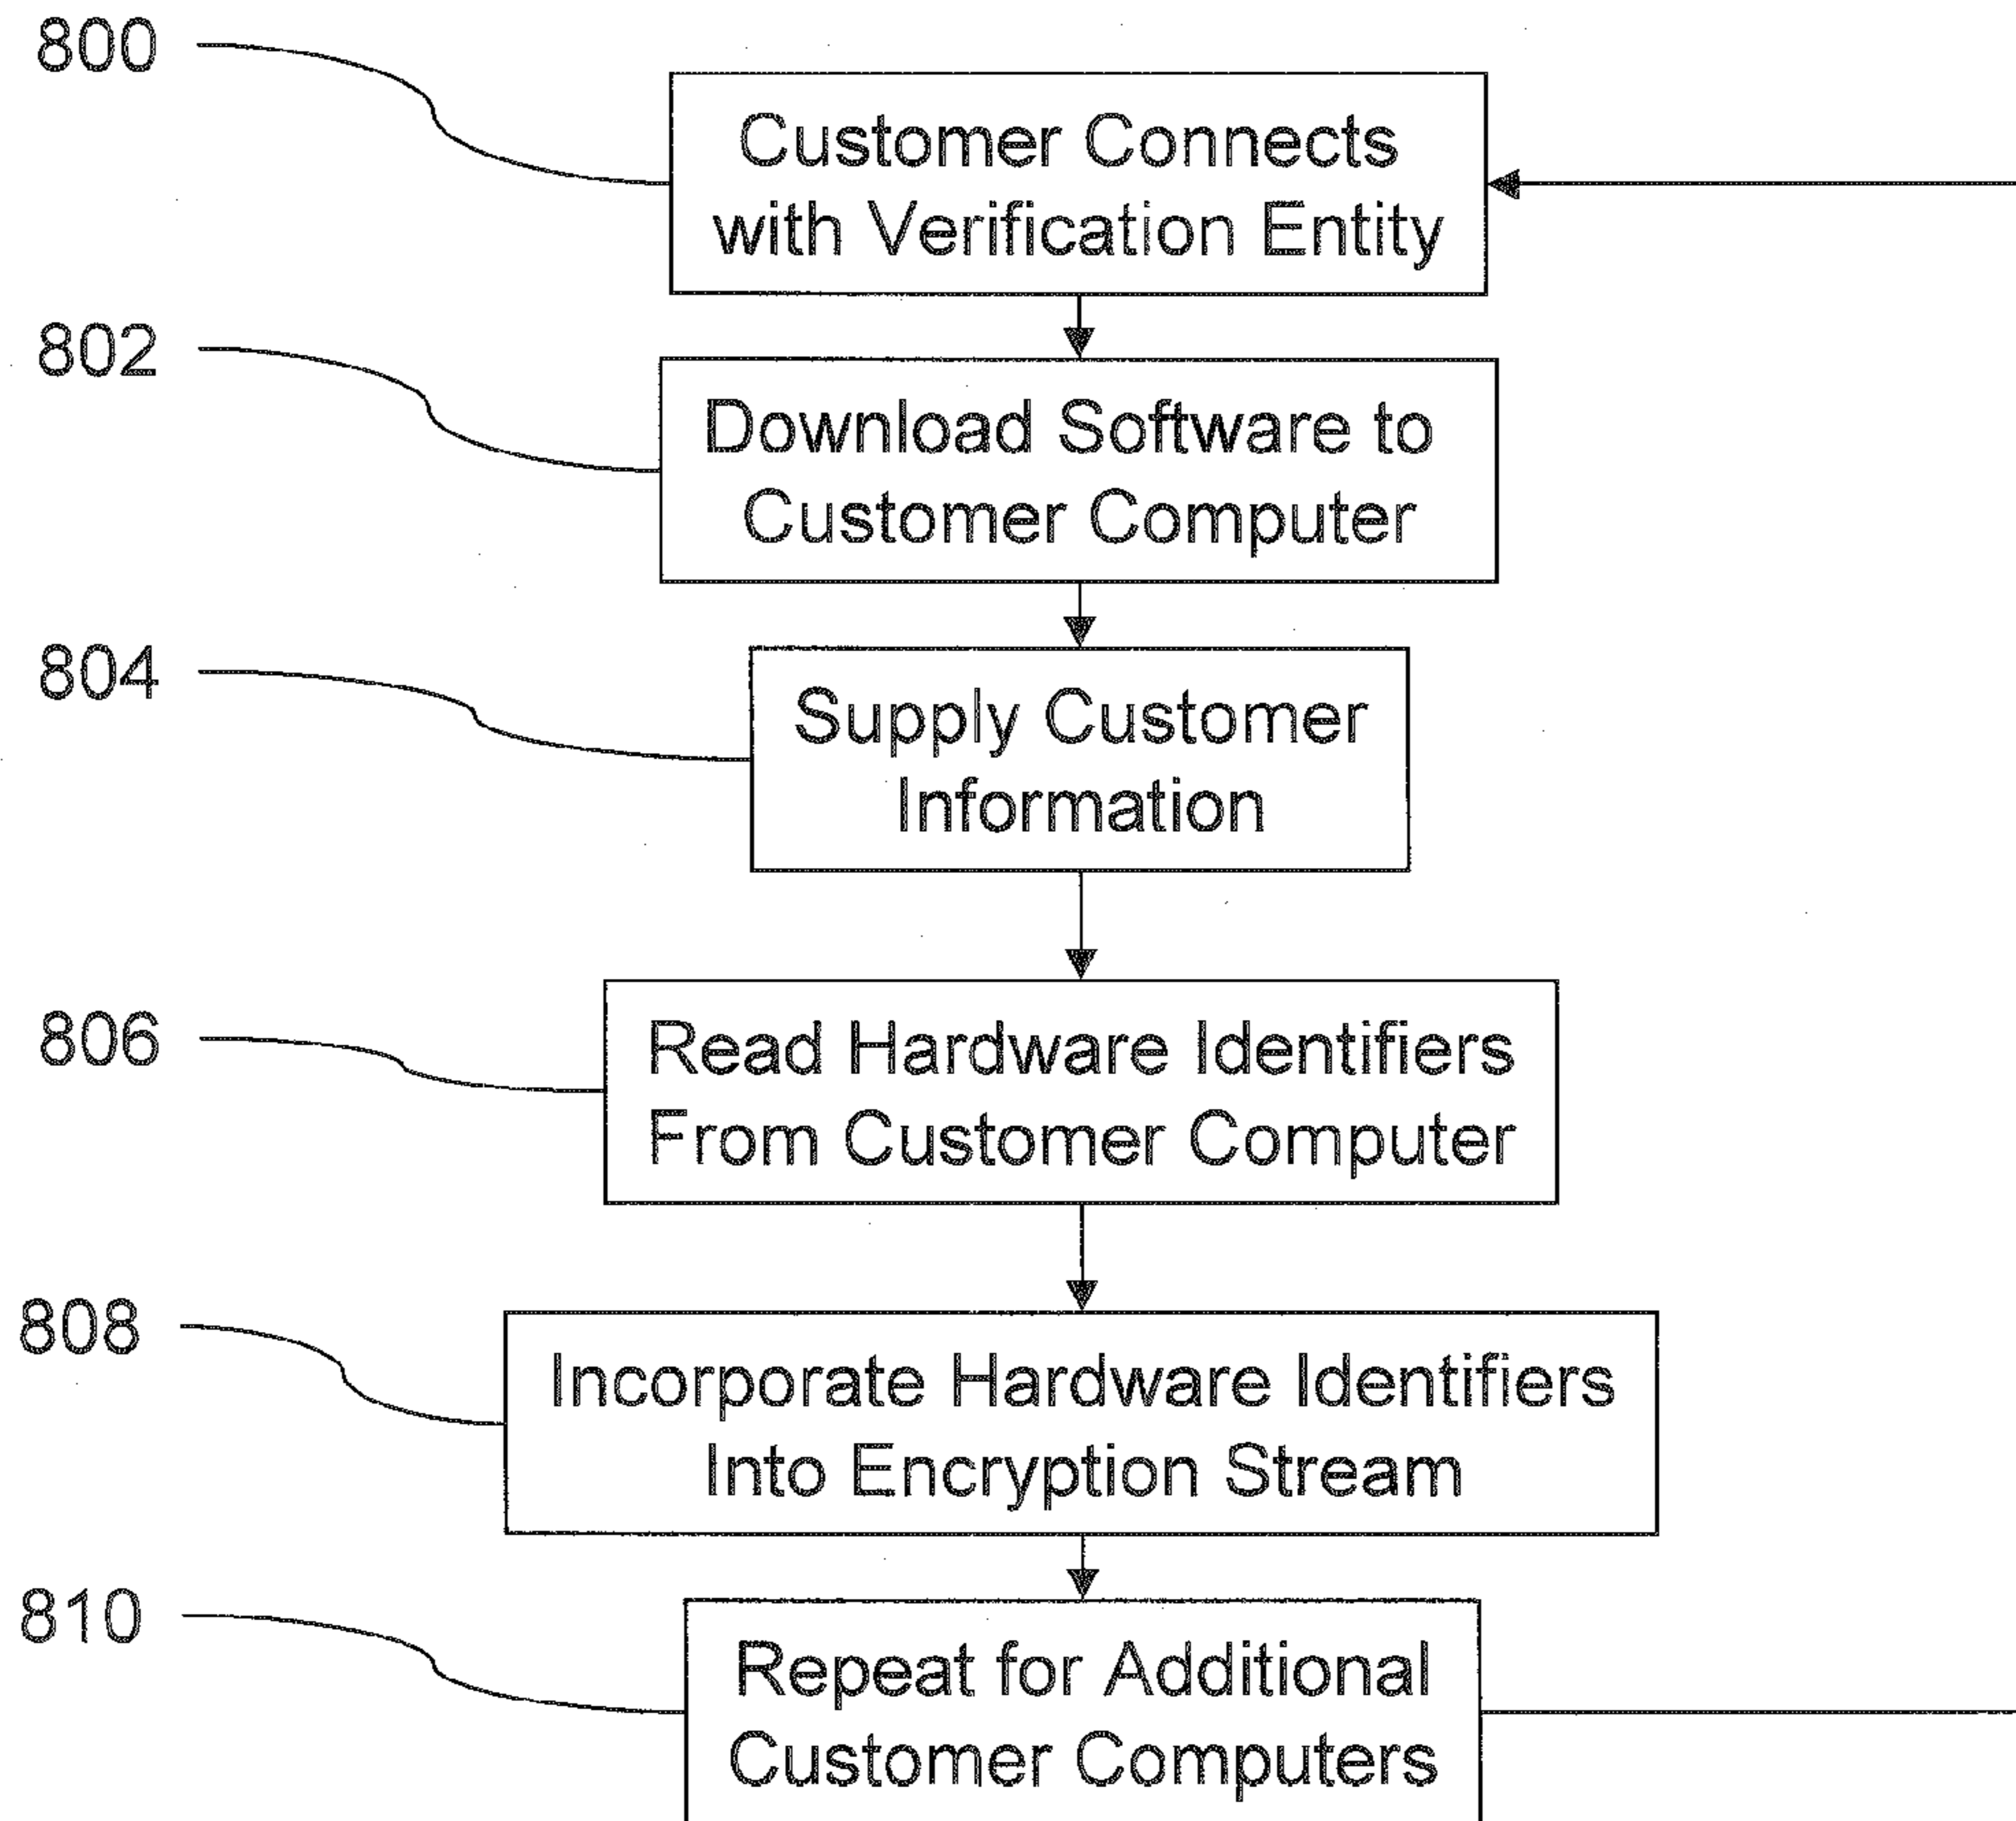 800
Customer Connects
with Verification Entity
802
Download Software to
Customer Computer
804
Supply Customer
Information
806
Read Hardware Identifiers
From Customer Computer
808
Incorporate Hardware Identifiers
Into Encryption Stream
810
Repeat for Additional
Customer Computers